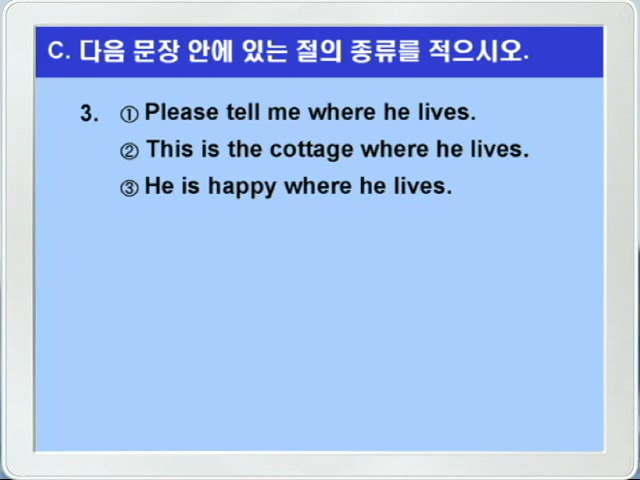 C. 다음 문장 안에 있는 절의 종류를 적으시오.
3. ① Please tell me where he lives.
② This is the cottage where he lives.
③ He is happy where he lives.